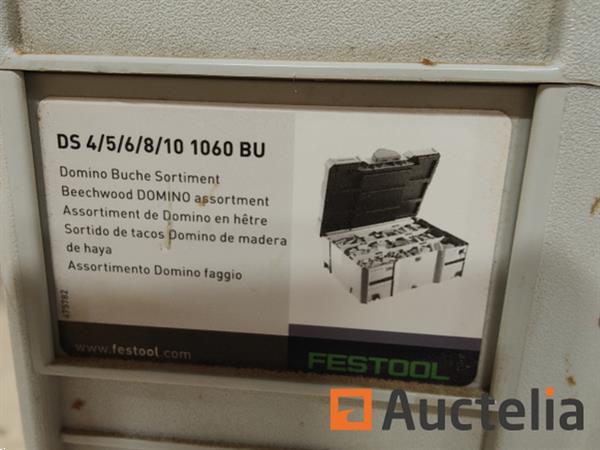 DS 4/5/6/8/10 1060 BU
Domino Buche Sortiment
Beechwood DOMINO assortment
Assortiment de Domino en hêtre
Sortido de tacos Domino de madera
de haya
Assortimento Domino faggio
475782
www.festool.com
FESTOOL
Auctelia